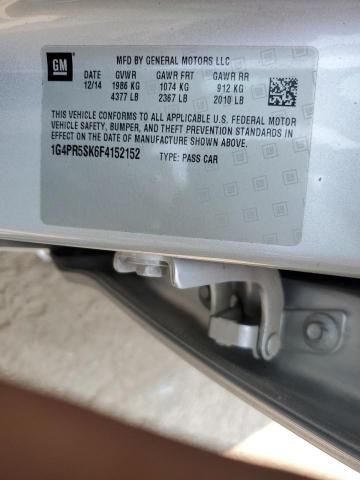 GM
MFD BY GENERAL MOTORS LLC
DATE GVWR GAWR FRT GAWR RR
12/14 1986 KG 1074 KG 912 KG
4377 LB 2367 LB 2010 LB
THIS VEHICLE CONFORMS TO ALL APPLICABLE U.S. FEDERAL MOTOR
VEHICLE SAFETY, BUMPER, AND THEFT PREVENTION STANDARDS
IN EFFECT ON THE DATE OF MANUFACTURE SHOWN ABOVE.
1G4PR5SK6F4152152 TYPE: PASS CAR